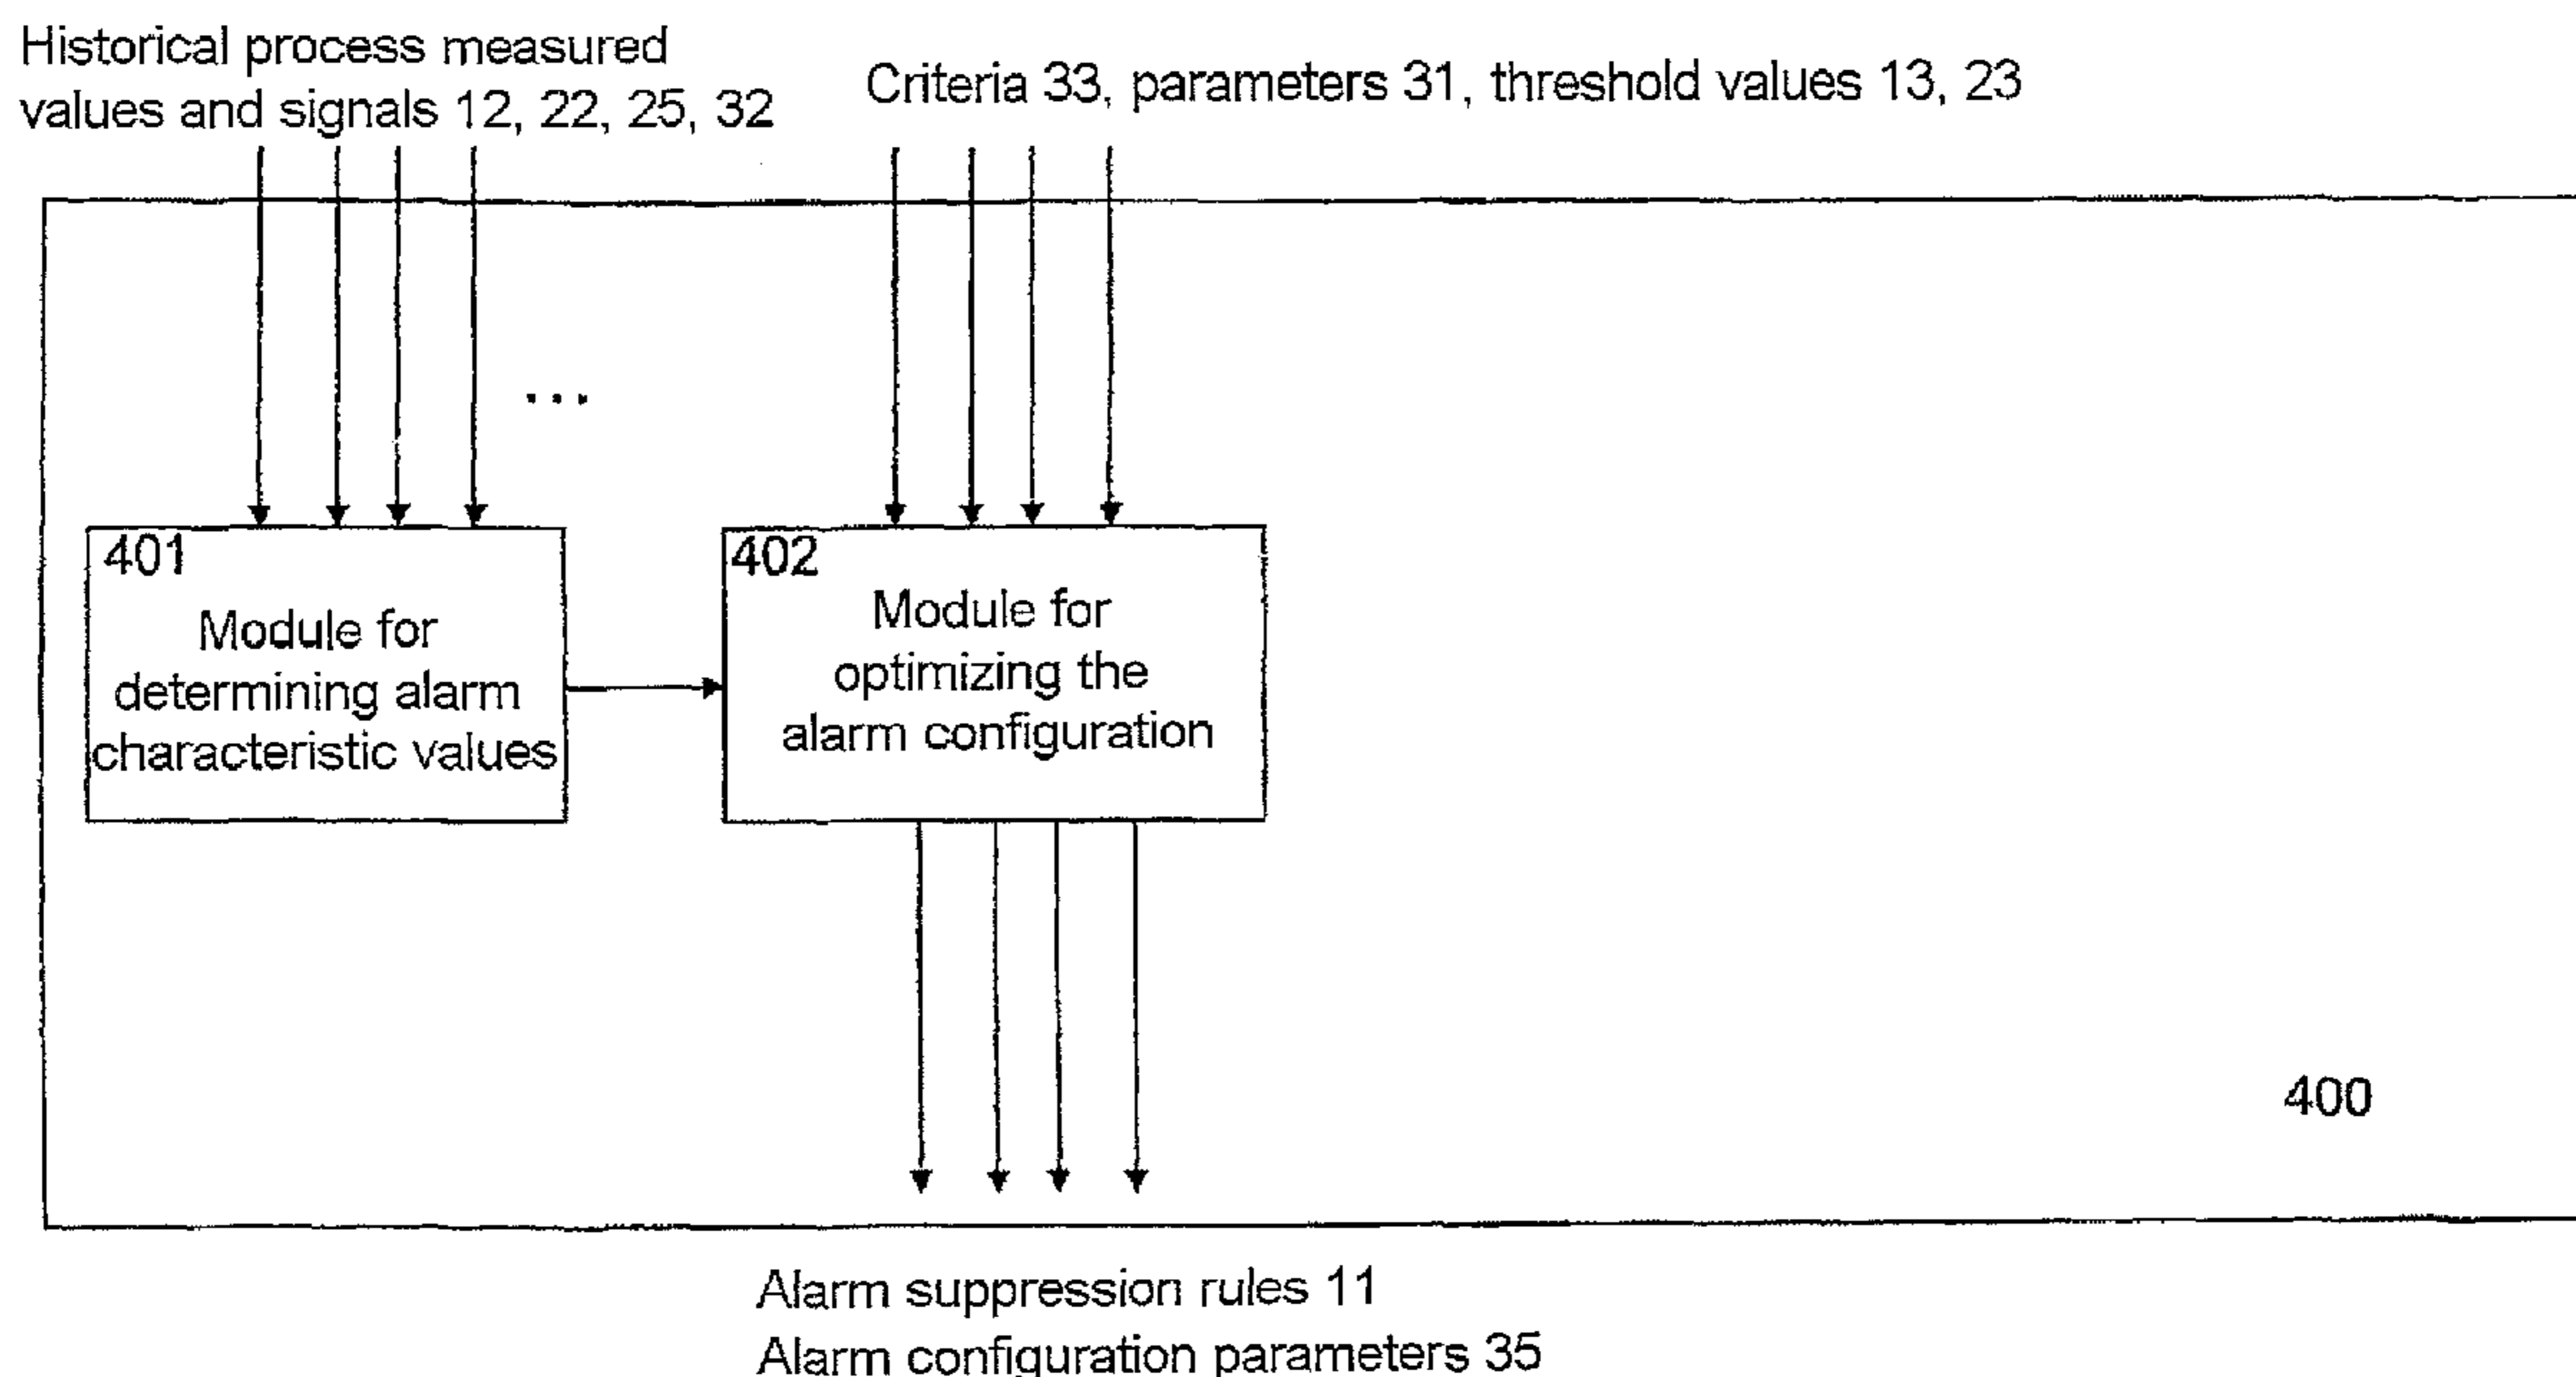 Historical process measured
values and signals 12, 22, 25, 32
Criteria 33, parameters 31, threshold values 13, 23
...
401
Module for
determining alarm
characteristic values
402
Module for
optimizing the
alarm configuration
400
Alarm suppression rules 11
Alarm configuration parameters 35